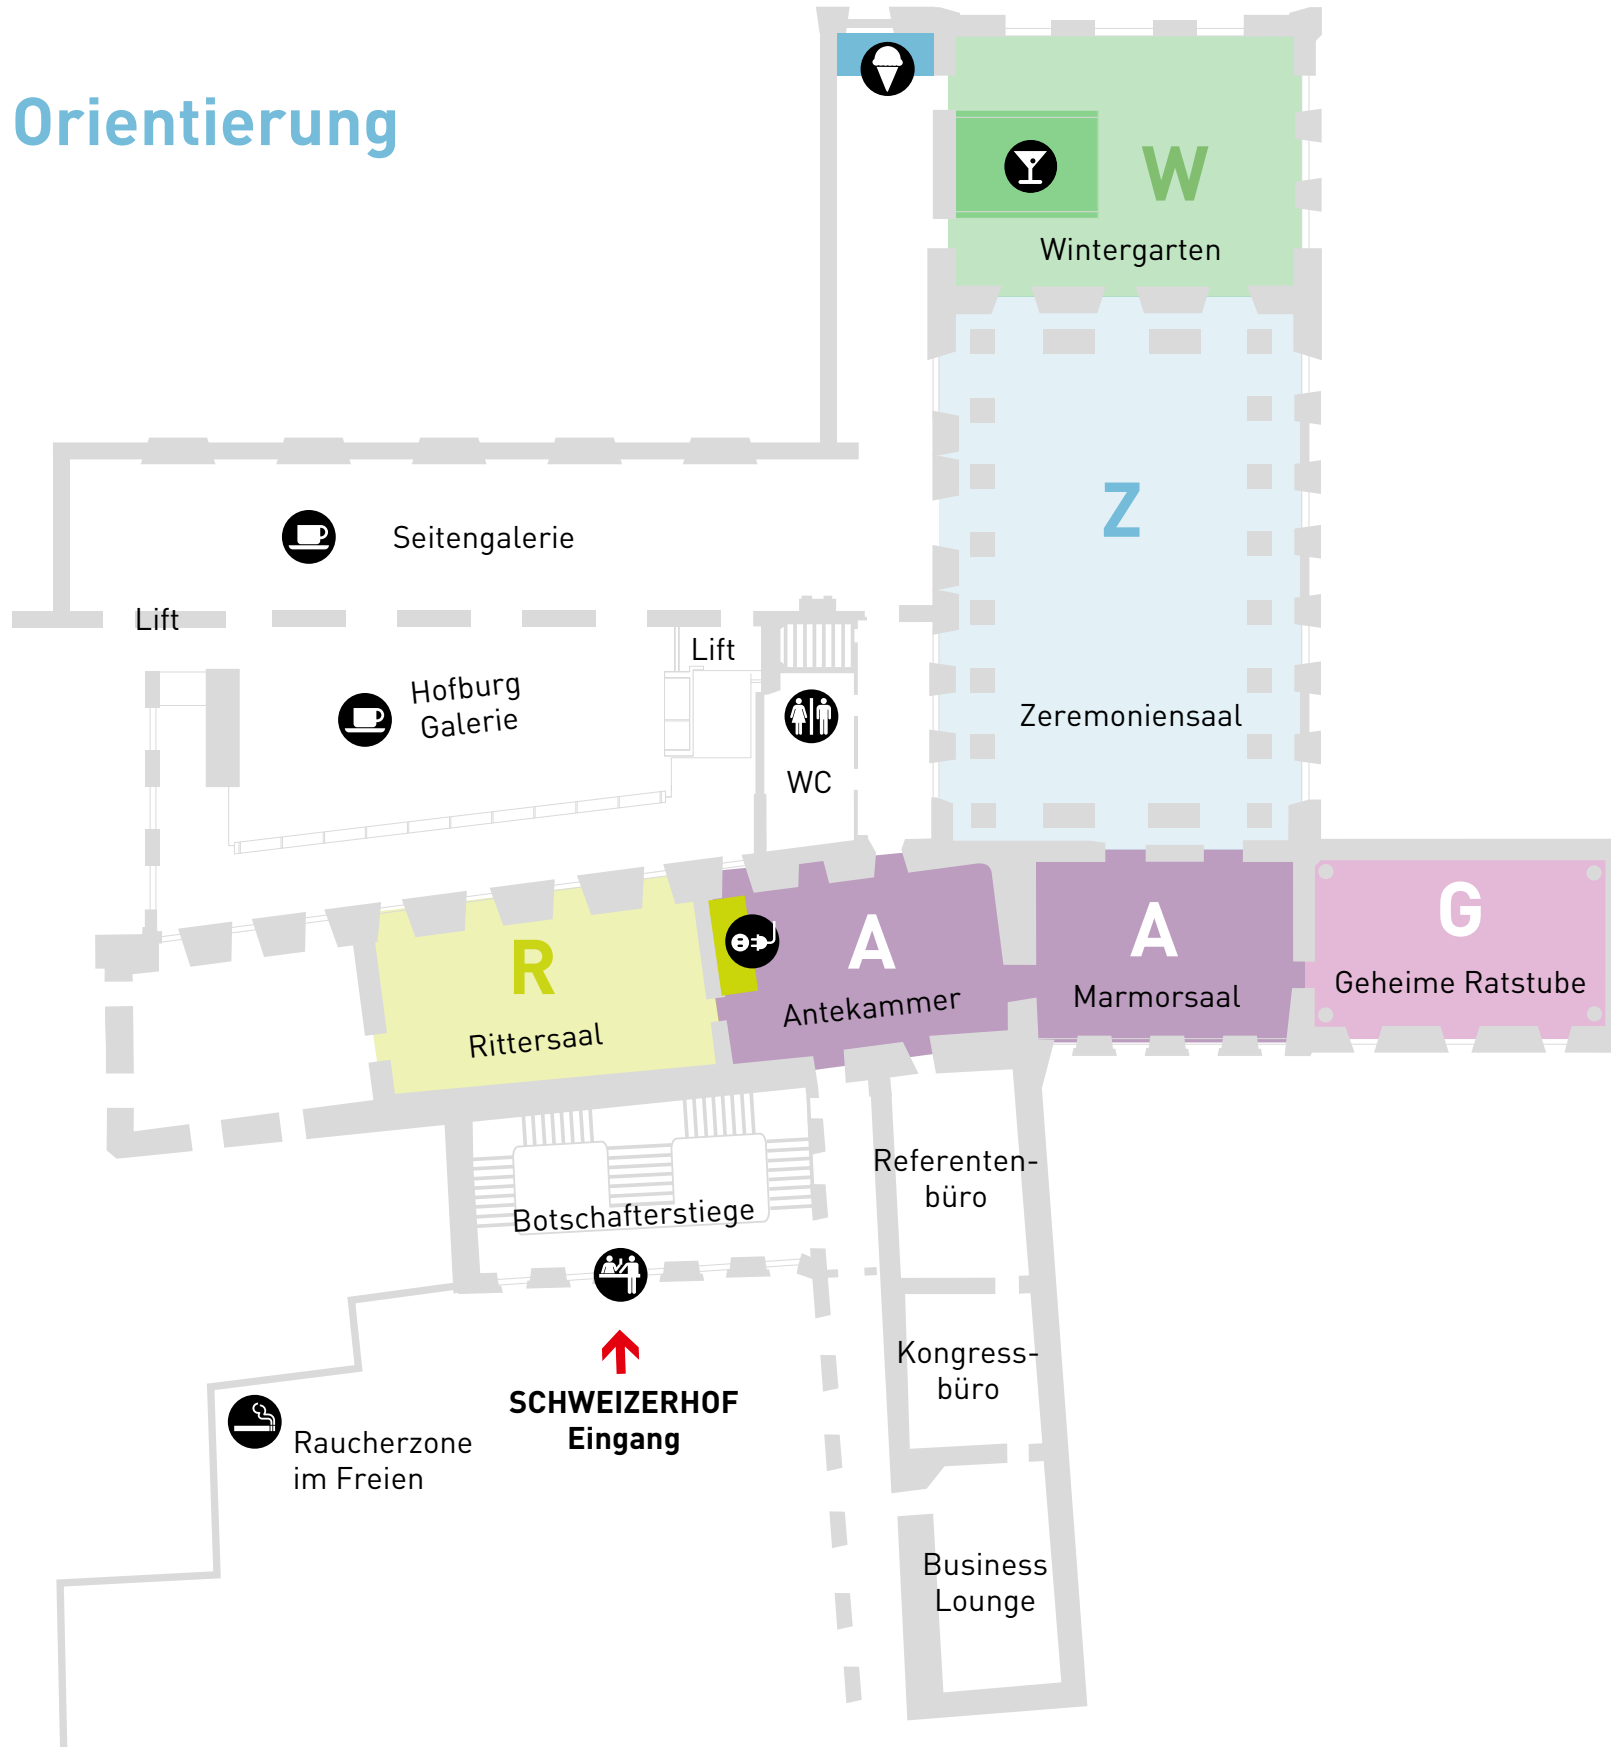 Orientierung
W
Wintergarten
Z
Seitengalerie
Lift
Lift
Hofburg
Galerie
Zeremoniensaal
WC
R
Rittersaal
A
Antekammer
A
Marmorsaal
G
Geheime Ratstube
Referenten-
büro
Botschafterstiege
Kongress-
büro
SCHWEIZERHOF
Eingang
Raucherzone
im Freien
Business
Lounge